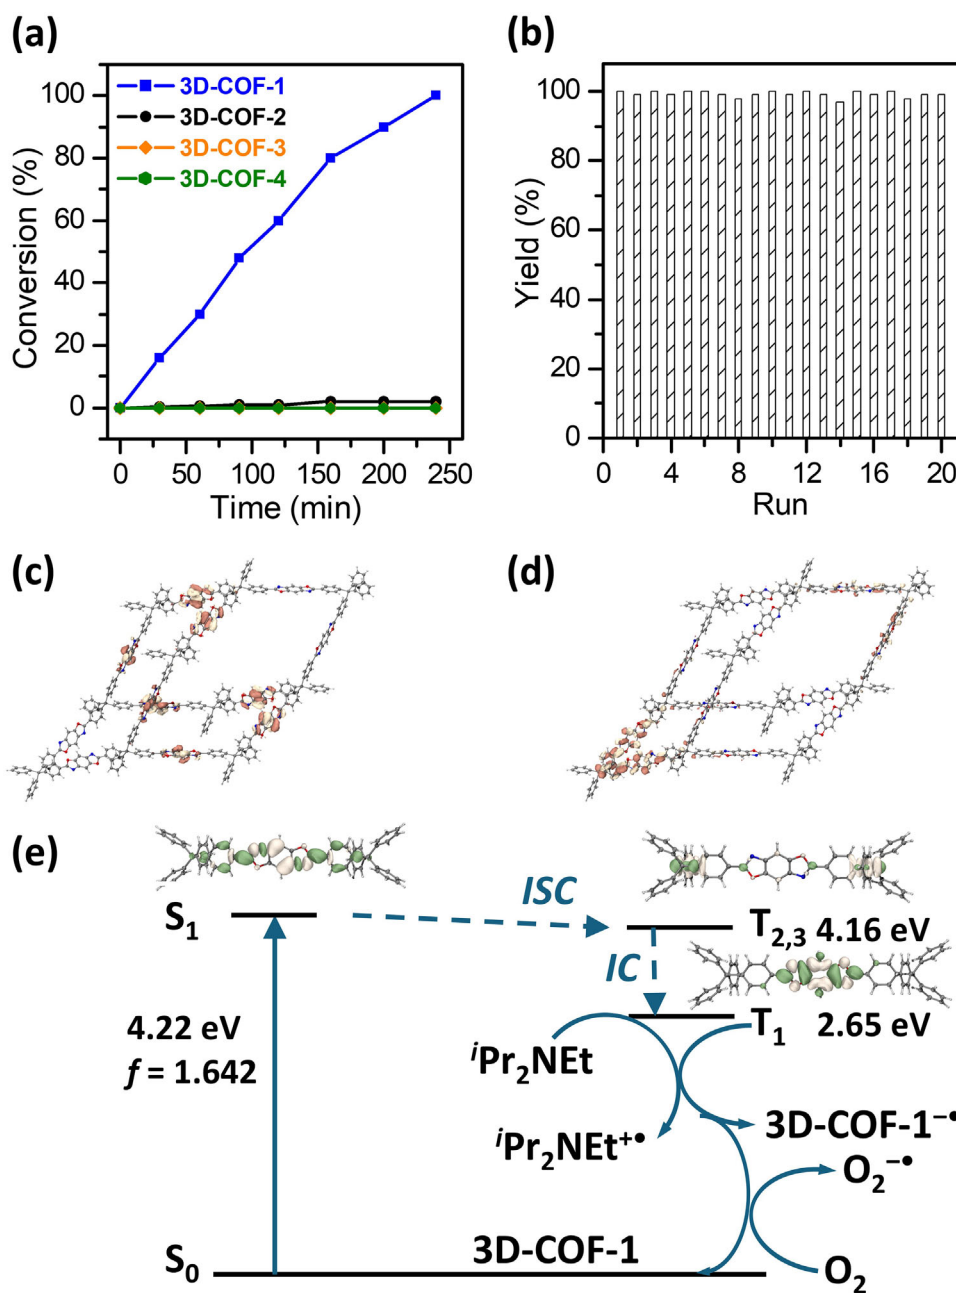 (a)
3D-COF-1
3D-COF-2
3D-COF-3
3D-COF-4
100
80
60
40
20
0
Conversion (%)
0 50 100 150 200 250
Time (min)
(b)
100
80
60
40
20
0
Yield (%)
0 4 8 12 16 20
Run
(c)
(d)
(e)
S1
ISC
T2,3 4.16 eV
IC
4.22 eV
f = 1.642
T1 2.65 eV
iPr2NEt
iPr2NEt+•
3D-COF-1−•
O2−•
3D-COF-1
S0
O2